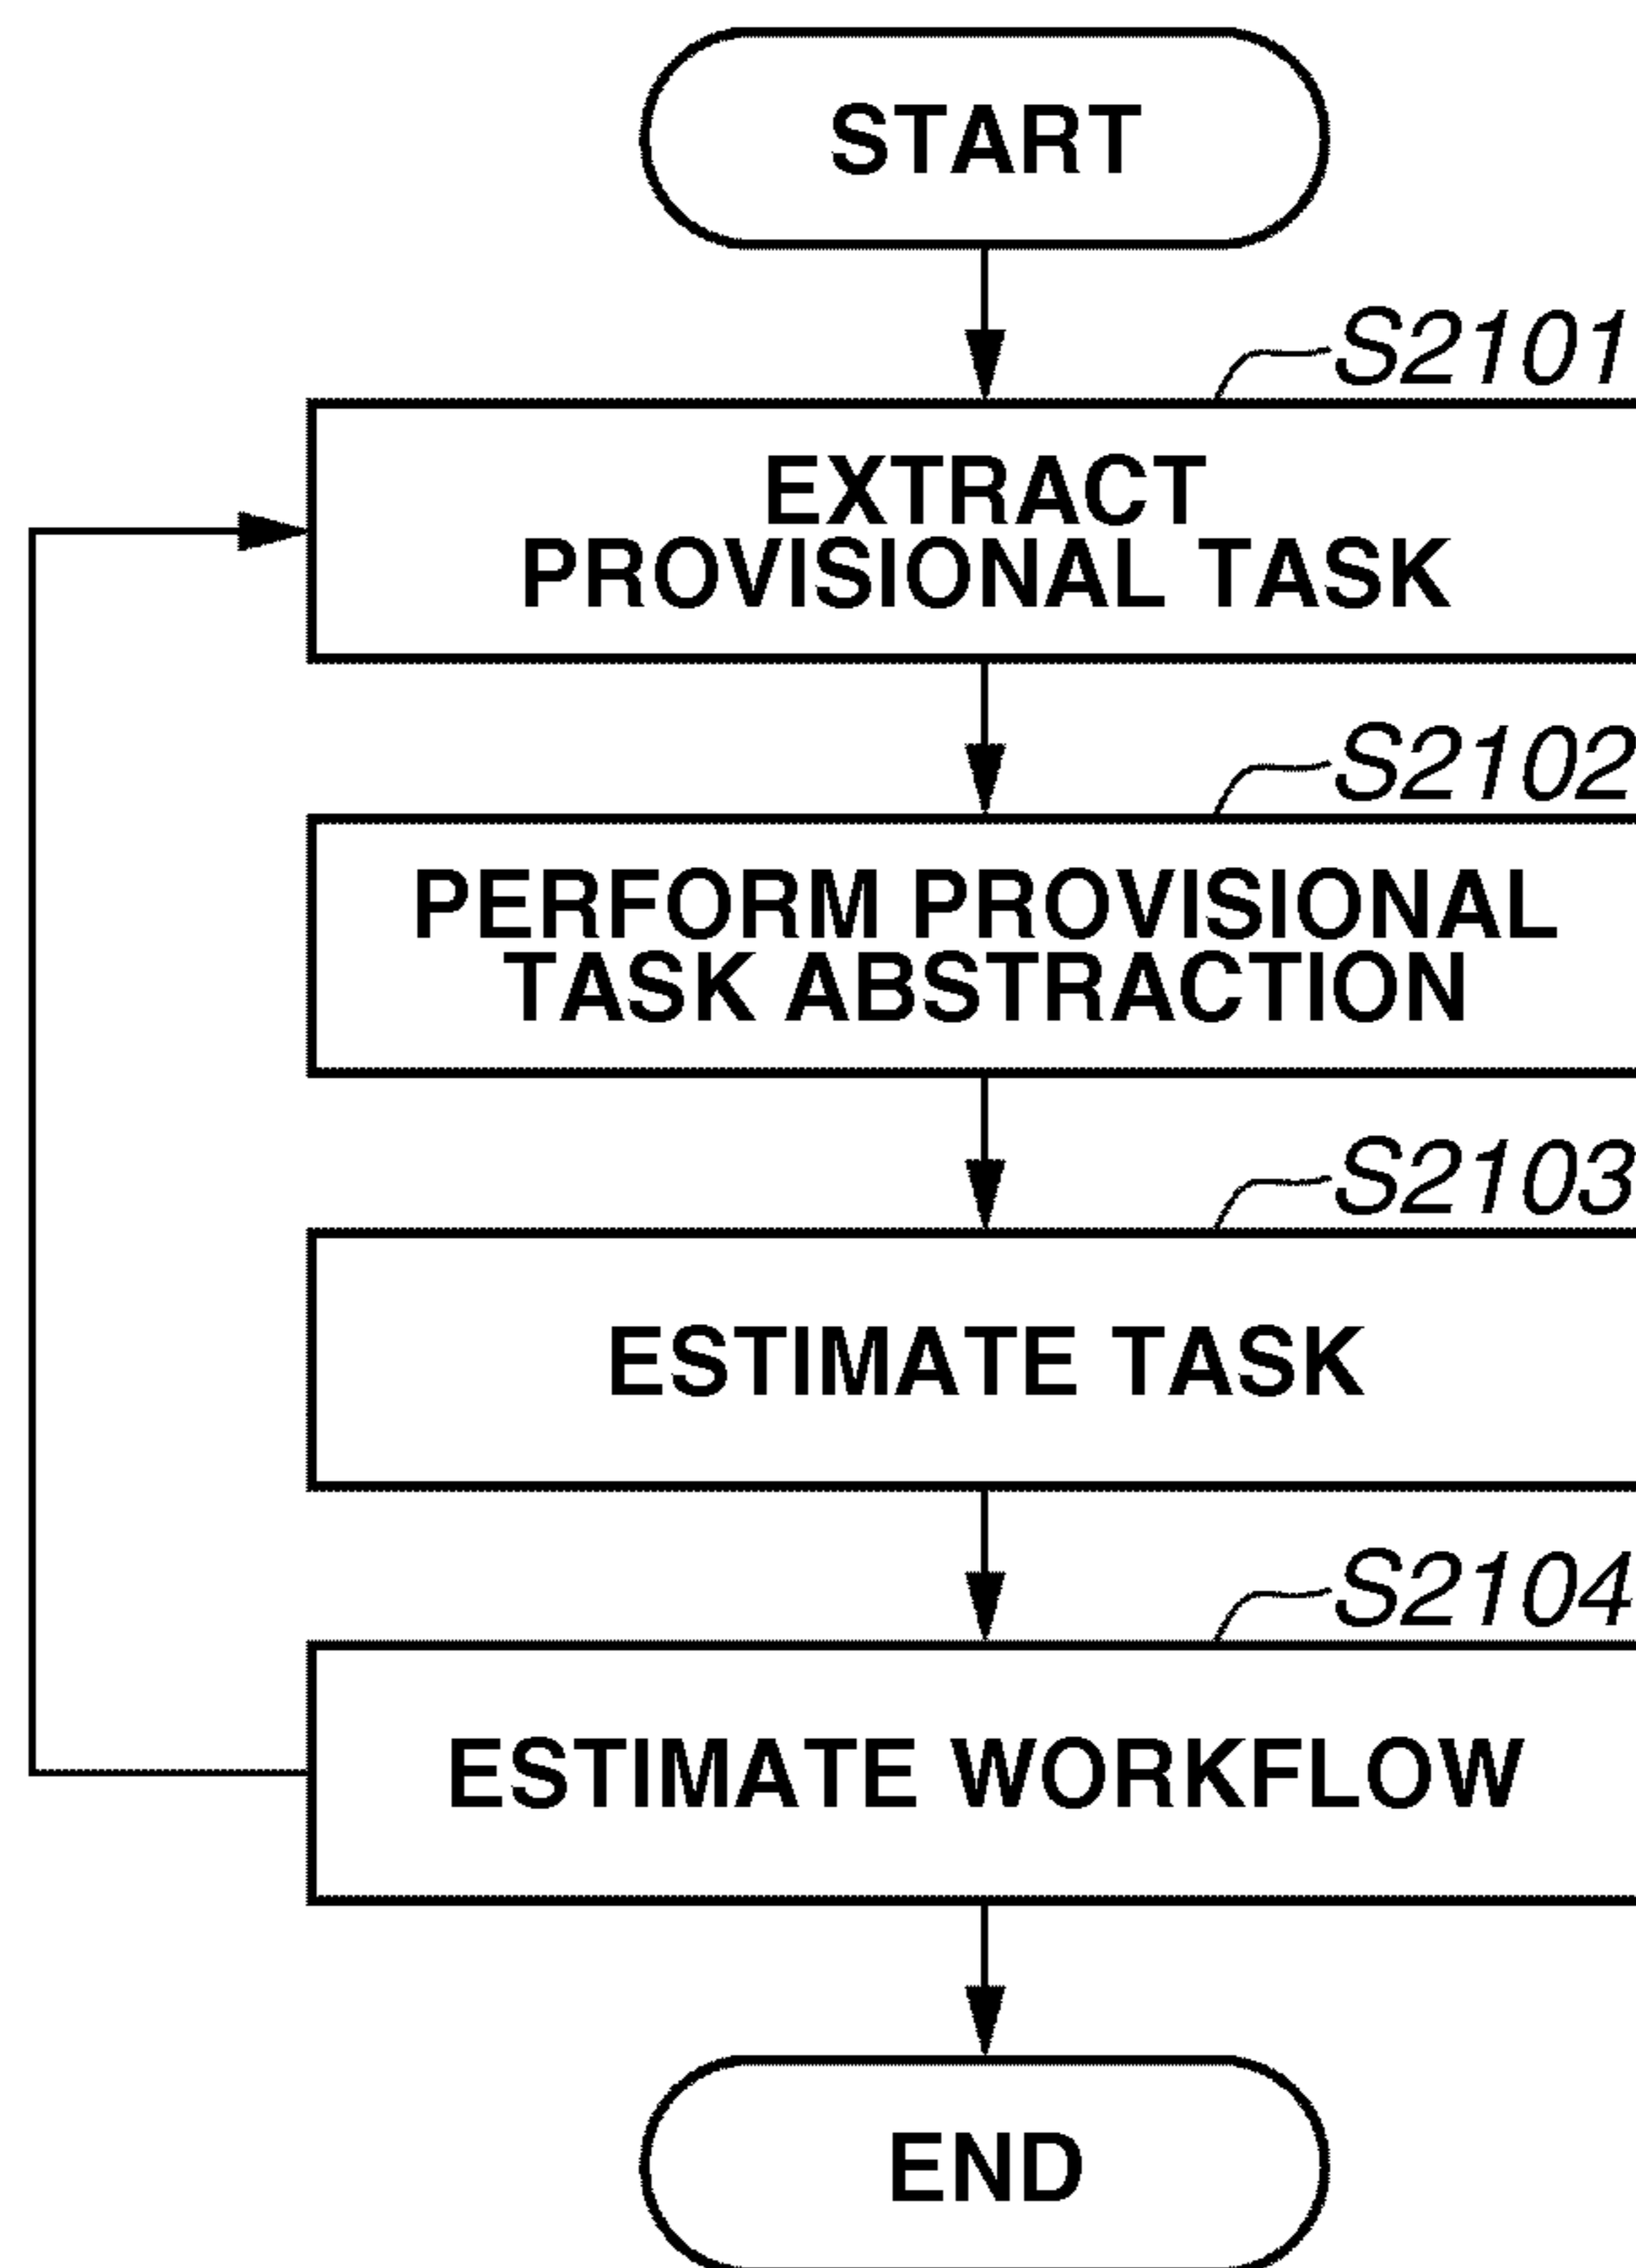 START
S2101
EXTRACT
PROVISIONAL TASK
S2102
PERFORM PROVISIONAL
TASK ABSTRACTION
S2103
ESTIMATE TASK
S2104
ESTIMATE WORKFLOW
END